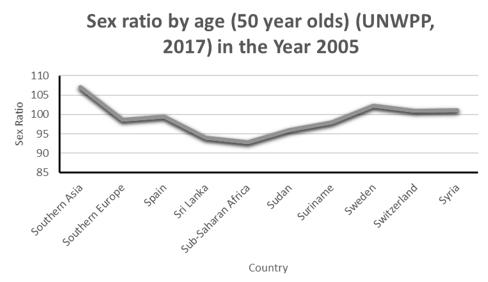 Sex ratio by age (50 year olds) (UNWPP,
2017) in the Year 2005
110
105
100
95
90
85
Sex Ratio
Southern Asia
Southern Europe
Spain
Sri Lanka
Sub-Saharan Africa
Sudan
Suriname
Sweden
Switzerland
Syria
Country